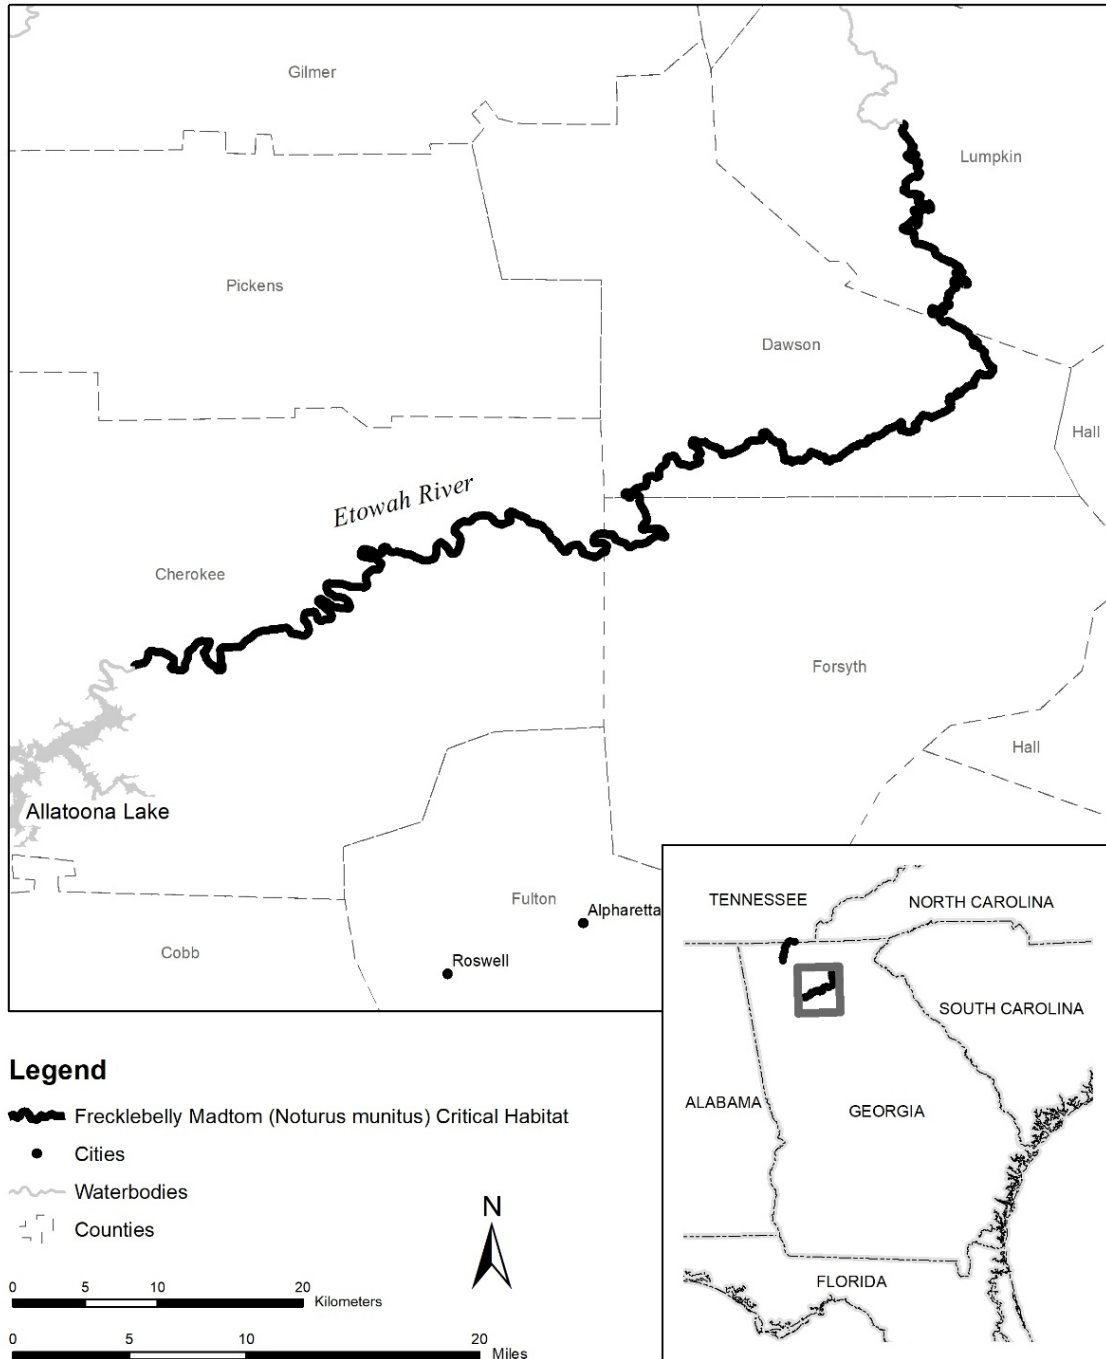 Gilmer
Lumpkin
Pickens
Dawson
Hall
Etowah River
Cherokee
Forsyth
Hall
Allatoona Lake
Fulton
Alpharetta
Cobb
Roswell
TENNESSEE
NORTH CAROLINA
SOUTH CAROLINA
ALABAMA
GEORGIA
FLORIDA
Legend
Frecklebelly Madtom (Noturus munitus) Critical Habitat
Cities
Waterbodies
Counties
N
0 5 10 20
Kilometers
0 5 10 20
Miles